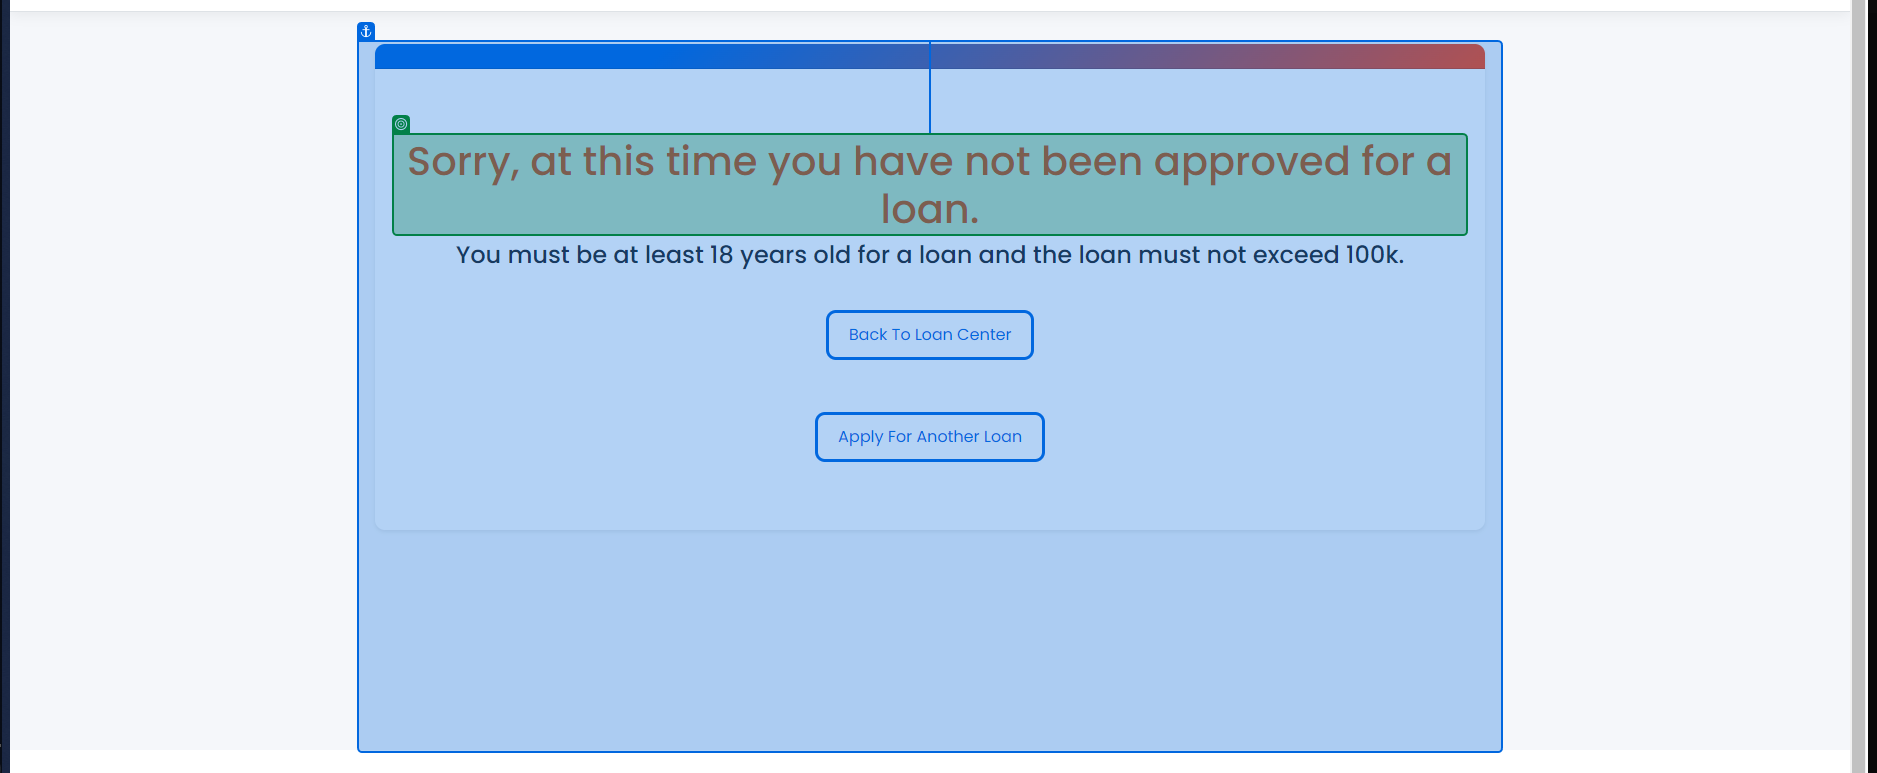 Sorry, at this time you have not been approved for a
loan.
You must be at least 18 years old for a loan and the loan must not exceed 100k.
Back To Loan Center
Apply For Another Loan